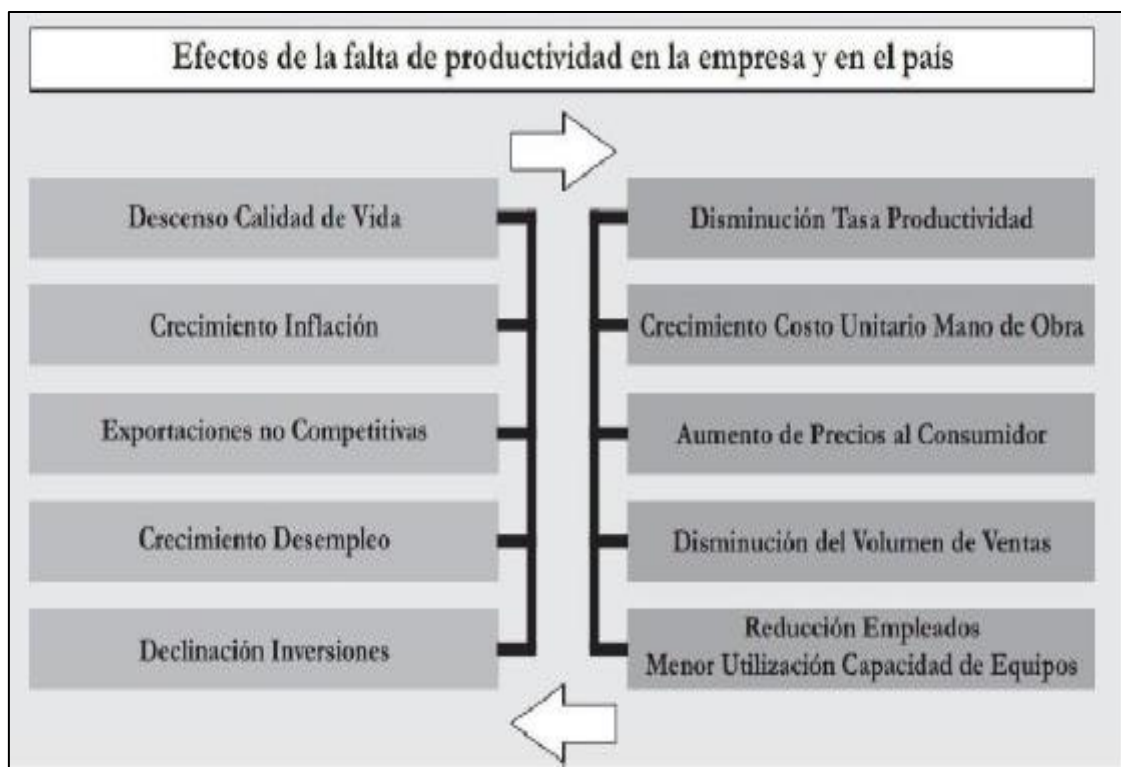 Efectos de la falta de productividad en la empresa y en el país
Descenso Calidad de Vida
Crecimiento Inflación
Exportaciones no Competitivas
Crecimiento Desempleo
Declinación Inversiones
Disminución Tasa Productividad
Crecimiento Costo Unitario Mano de Obra
Aumento de Precios al Consumidor
Disminución del Volumen de Ventas
Reducción Empleados
Menor Utilización Capacidad de Equipos